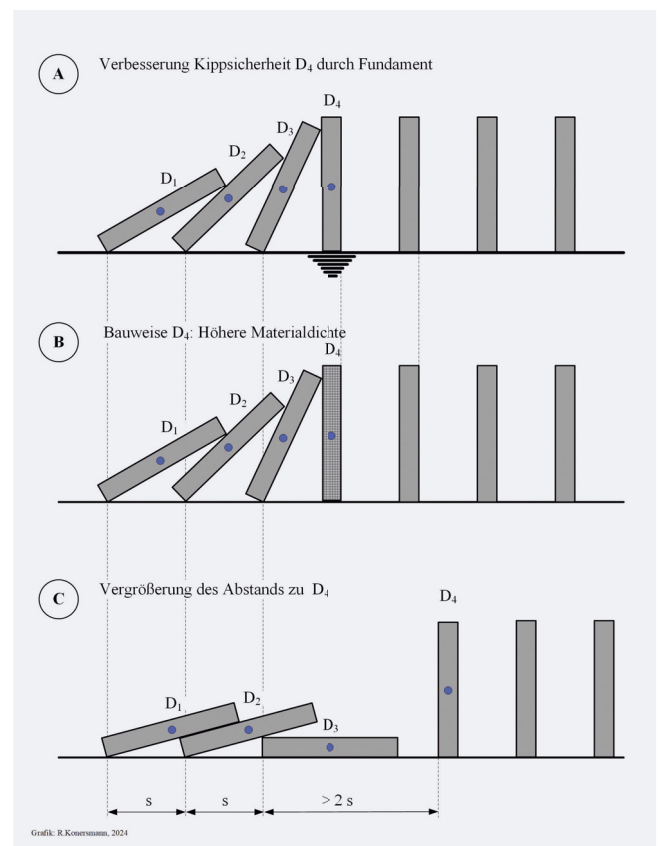 A
Verbesserung Kippsicherheit D₄ durch Fundament
D₄
D₃
D₂
D₁
B
Bauweise D₄: Höhere Materialdichte
D₄
D₃
D₂
D₁
C
Vergrößerung des Abstands zu D₄
D₄
D₁
D₂
D₃
s
s
> 2 s
Grafik: R.Konersmann, 2024